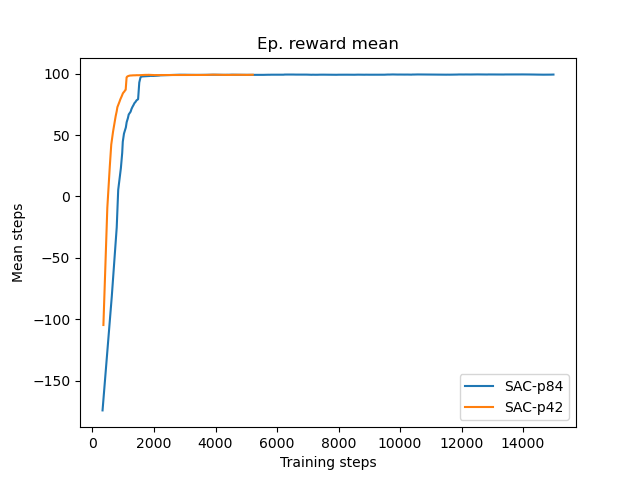 Ep. reward mean
Mean steps
100
50
0
−50
−100
−150
0 2000 4000 6000 8000 10000 12000 14000
Training steps
SAC-p84
SAC-p42